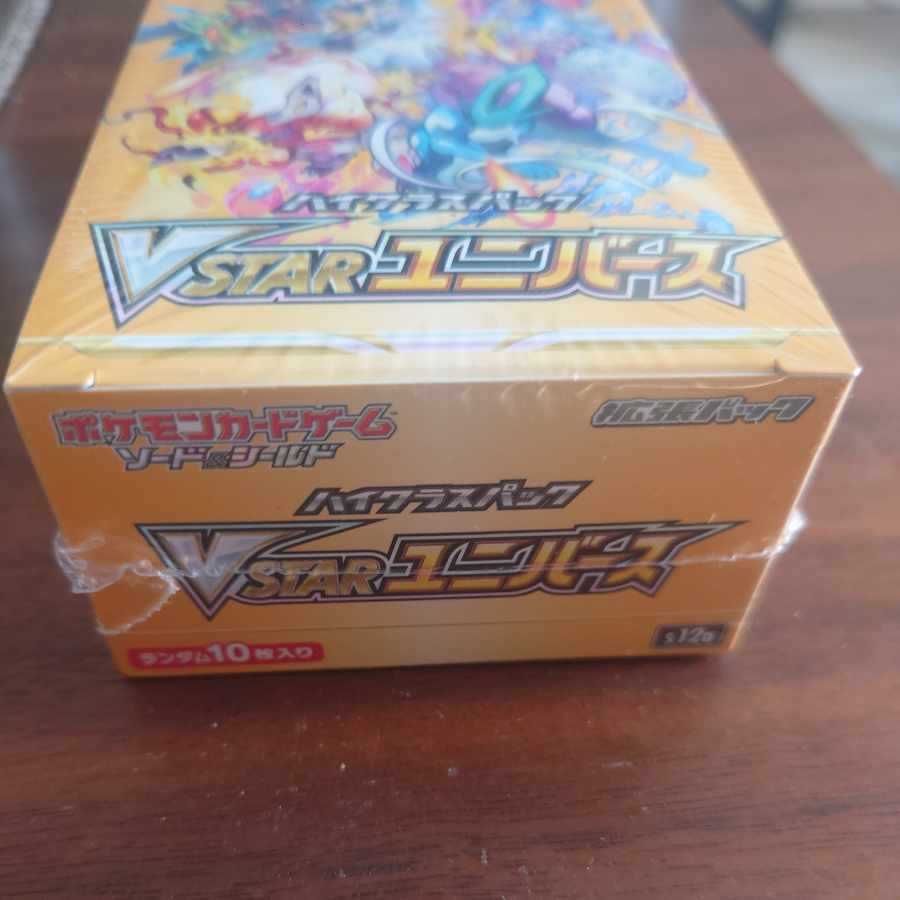 ハイクラスパック
VSTARユニバース
ポケモンカードゲーム™
ソード&シールド
拡張パック
ハイクラスパック
VSTARユニバース
ランダム10枚入り
s12a